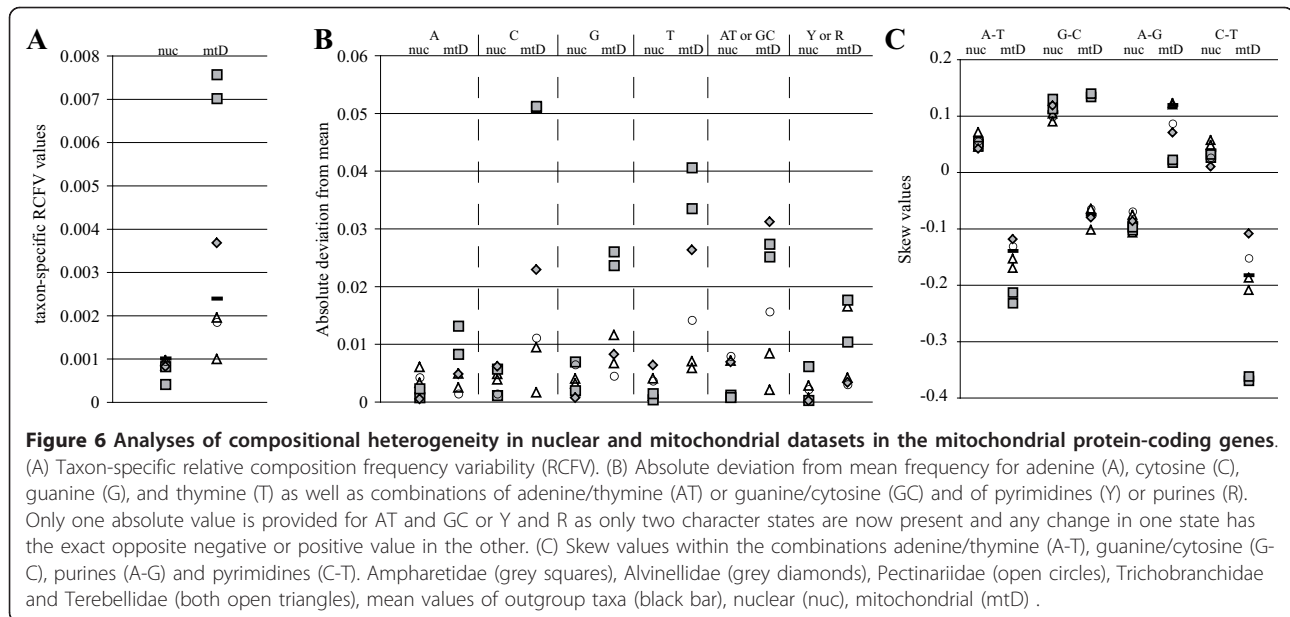 A
nuc mtD
0.008
0.007
0.006
0.005
0.004
0.003
0.002
0.001
0
taxon-specific RCFV values
B
A C G T AT or GC Y or R
nuc mtD nuc mtD nuc mtD nuc mtD nuc mtD nuc mtD
0.06
0.05
0.04
0.03
0.02
0.01
0
Absolute deviation from mean
C
A-T G-C A-G C-T
nuc mtD nuc mtD nuc mtD nuc mtD
0.2
0.1
0
-0.1
-0.2
-0.3
-0.4
Skew values
Figure 6 Analyses of compositional heterogeneity in nuclear and mitochondrial datasets in the mitochondrial protein-coding genes.
(A) Taxon-specific relative composition frequency variability (RCFV). (B) Absolute deviation from mean frequency for adenine (A), cytosine (C),
guanine (G), and thymine (T) as well as combinations of adenine/thymine (AT) or guanine/cytosine (GC) and of pyrimidines (Y) or purines (R).
Only one absolute value is provided for AT and GC or Y and R as only two character states are now present and any change in one state has
the exact opposite negative or positive value in the other. (C) Skew values within the combinations adenine/thymine (A-T), guanine/cytosine (G-
C), purines (A-G) and pyrimidines (C-T). Ampharetidae (grey squares), Alvinellidae (grey diamonds), Pectinariidae (open circles), Trichobranchidae
and Terebellidae (both open triangles), mean values of outgroup taxa (black bar), nuclear (nuc), mitochondrial (mtD) .